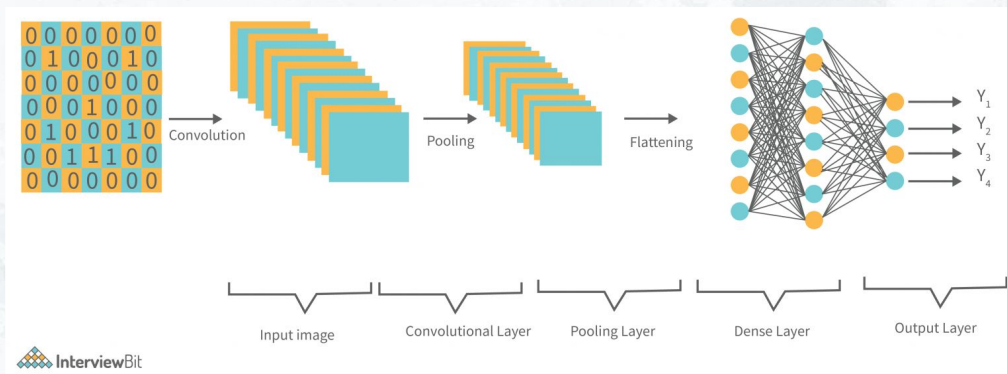 0 0 0 0 0 0 0
0 1 0 0 0 1 0
0 0 0 0 0 0 0
0 0 0 1 0 0 0
0 1 0 0 0 1 0
0 0 1 1 1 0 0
0 0 0 0 0 0 0
Convolution
Pooling
Flattening
Y1
Y2
Y3
Y4
Input image
Convolutional Layer
Pooling Layer
Dense Layer
Output Layer
InterviewBit